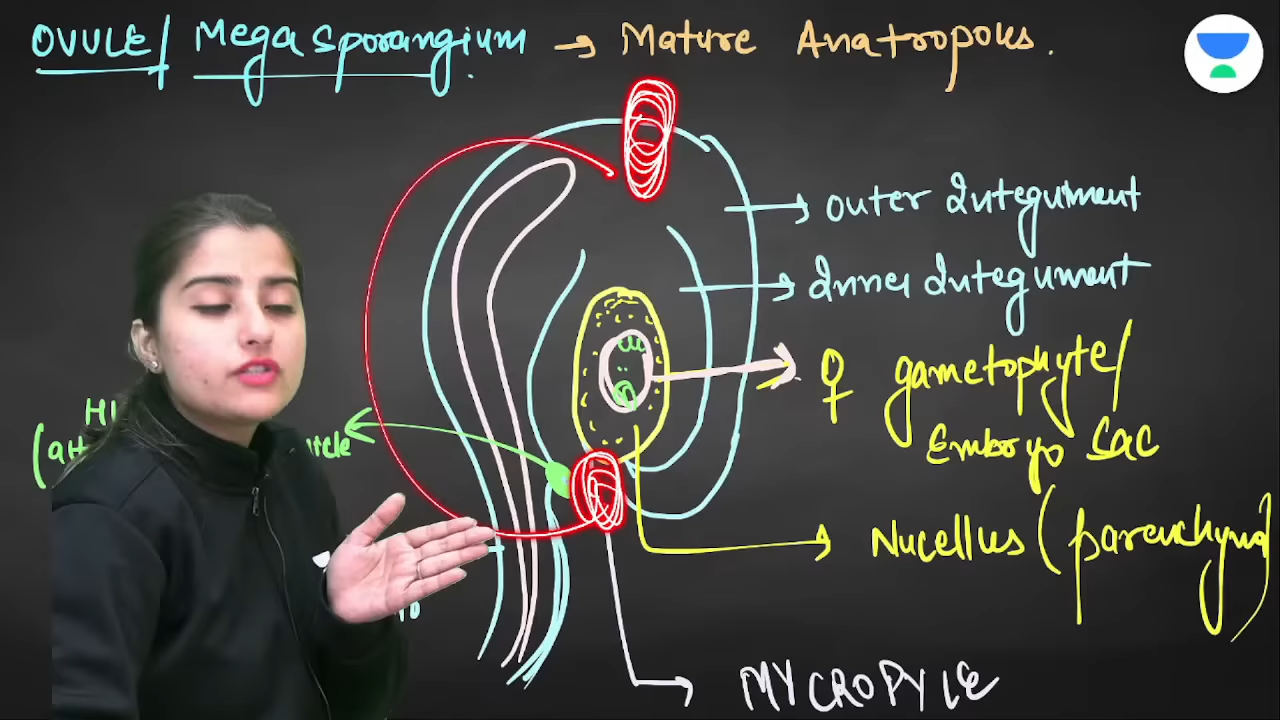 OVULE/ Megasporangium → Mature Anatropous.
→ Outer Integument
→ Inner Integument
→ ♀ gametophyte/
Embryo sac
→ Nucellus (parenchyma)
→ MYCROPYLE